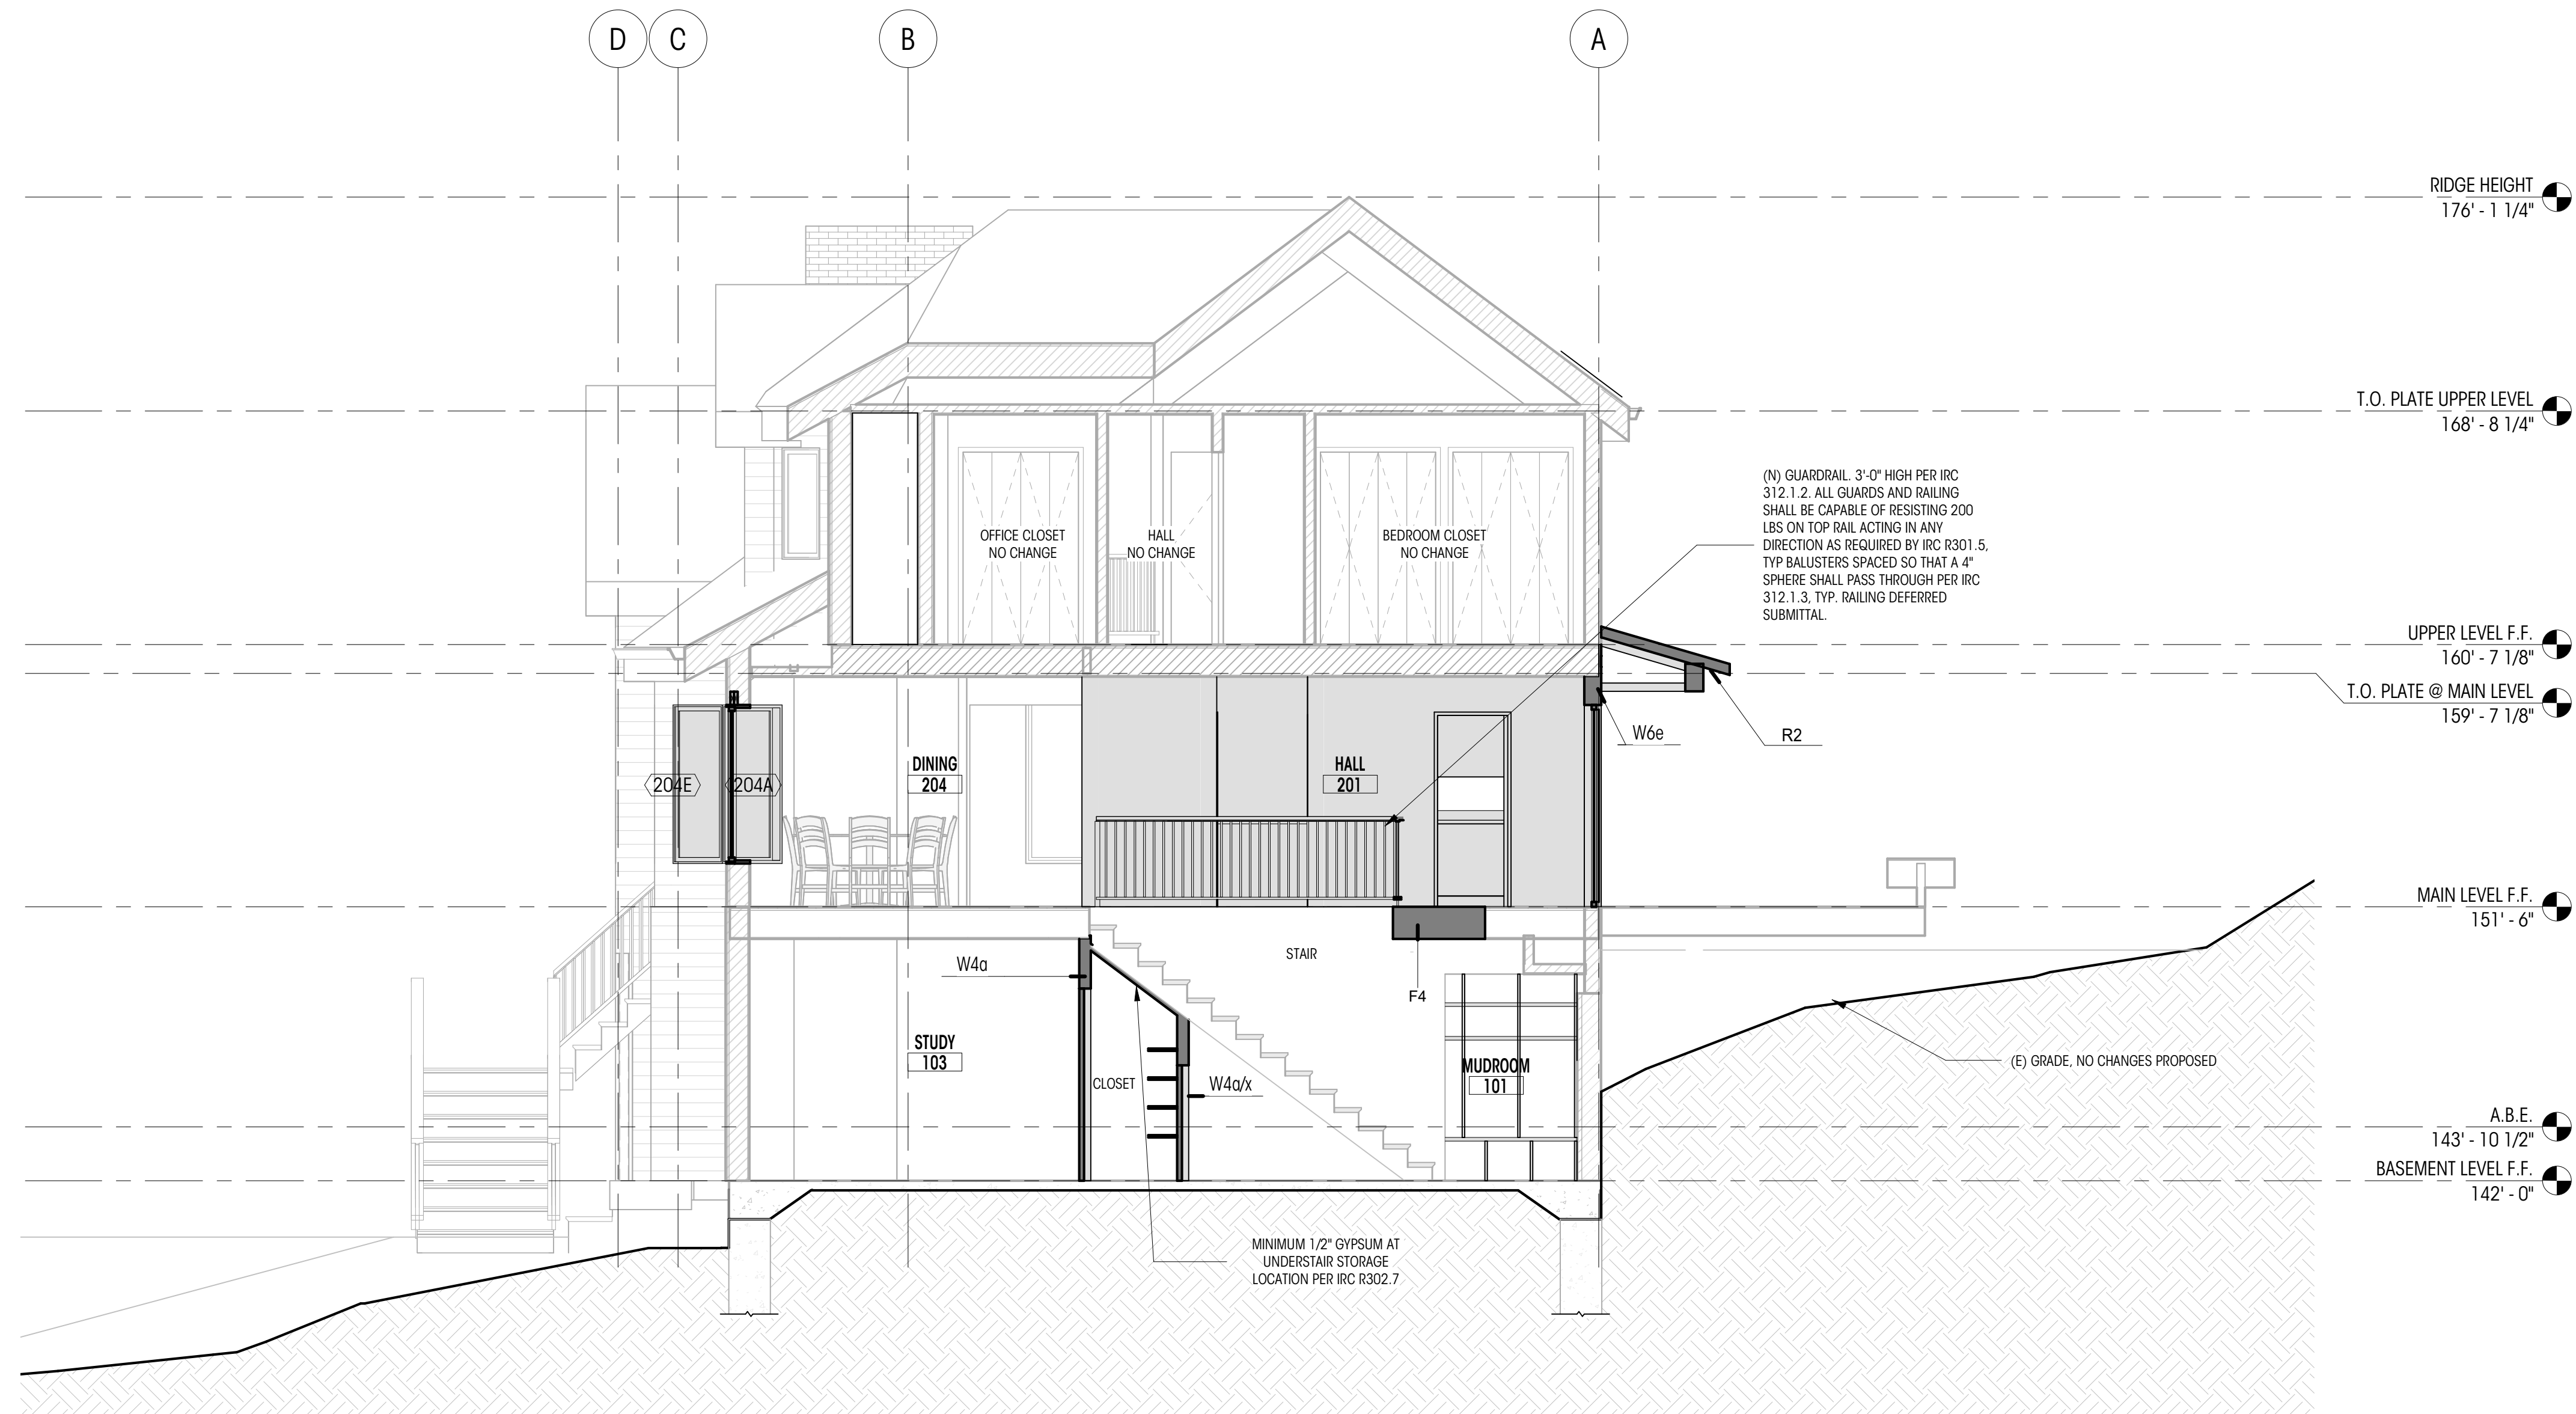 D
C
B
A
RIDGE HEIGHT
176' - 1 1/4"
T.O. PLATE UPPER LEVEL
168' - 8 1/4"
(N) GUARDRAIL. 3'-0" HIGH PER IRC
312.1.2. ALL GUARDS AND RAILING
SHALL BE CAPABLE OF RESISTING 200
LBS ON TOP RAIL ACTING IN ANY
DIRECTION AS REQUIRED BY IRC R301.5,
TYP BALUSTERS SPACED SO THAT A 4"
SPHERE SHALL PASS THROUGH PER IRC
312.1.3, TYP. RAILING DEFERRED
SUBMITTAL.
OFFICE CLOSET
NO CHANGE
HALL
NO CHANGE
BEDROOM CLOSET
NO CHANGE
UPPER LEVEL F.F.
160' - 7 1/8"
T.O. PLATE @ MAIN LEVEL
159' - 7 1/8"
W6e
R2
204E
204A
DINING
204
HALL
201
MAIN LEVEL F.F.
151' - 6"
W4a
STAIR
F4
STUDY
103
CLOSET
W4a/x
MUDROOM
101
(E) GRADE, NO CHANGES PROPOSED
A.B.E.
143' - 10 1/2"
BASEMENT LEVEL F.F.
142' - 0"
MINIMUM 1/2" GYPSUM AT
UNDERSTAIR STORAGE
LOCATION PER IRC R302.7